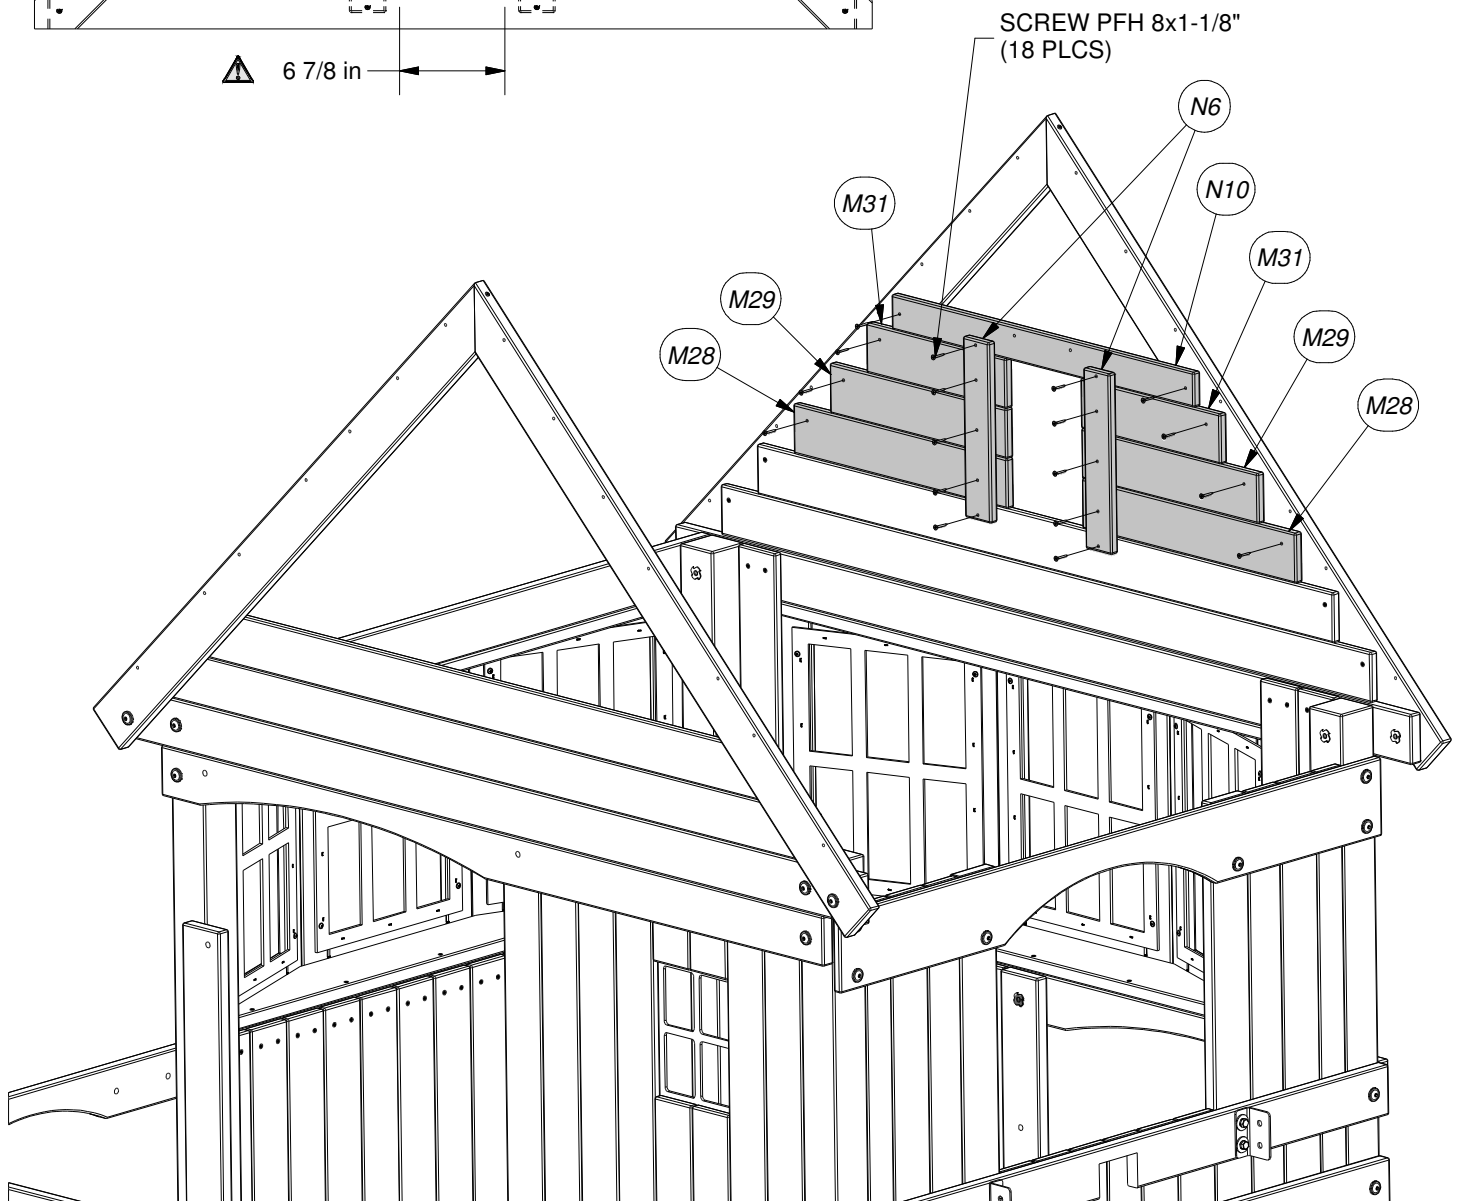 SCREW PFH 8x1-1/8"
(18 PLCS)
6 7/8 in
N6
N10
M31
M31
M29
M29
M28
M28